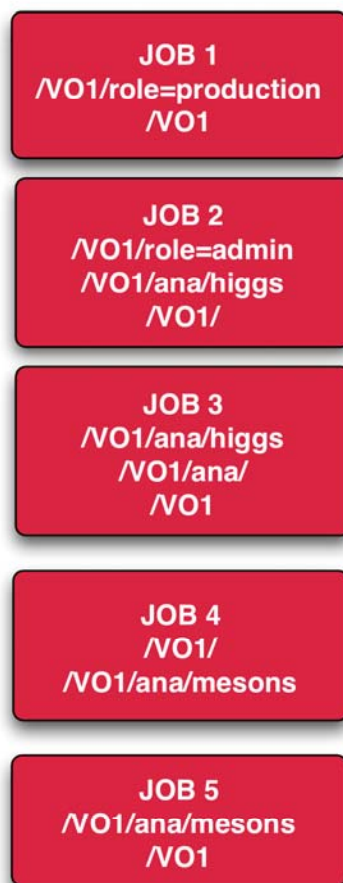 JOB 1
/VO1/role=production
/VO1
JOB 2
/VO1/role=admin
/VO1/ana/higgs
/VO1/
JOB 3
/VO1/ana/higgs
/VO1/ana/
/VO1
JOB 4
/VO1/
/VO1/ana/mesons
JOB 5
/VO1/ana/mesons
/VO1